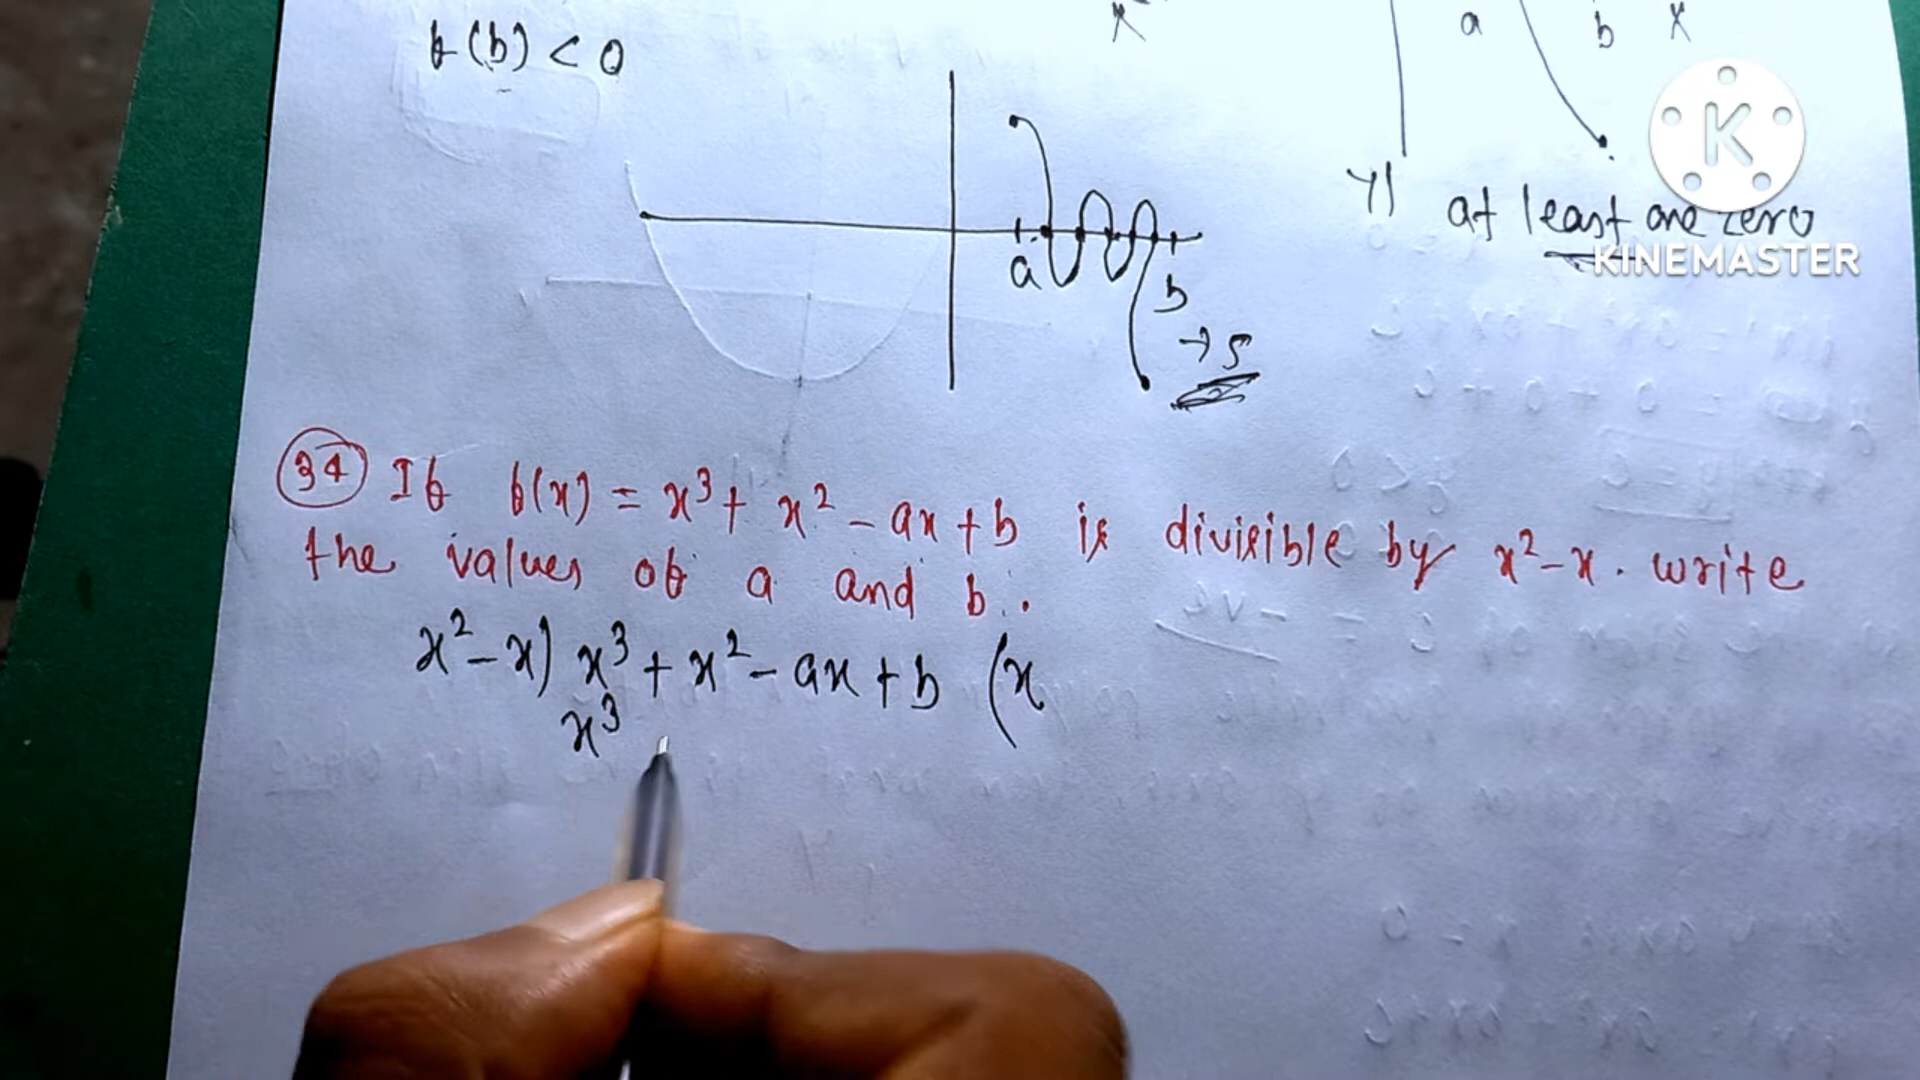 f(b) < 0
x
a b x
K
KINEMASTER
y) at least one zero
a
b
→ 5
34 If f(x) = x³ + x² - ax + b is divisible by x² - x. write
the values of a and b.
x² - x) x³ + x² - ax + b (x
x³